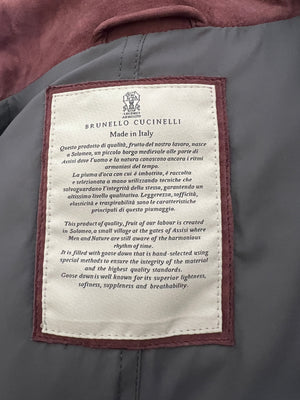 BRUNELLO CUCINELLI
Made in Italy
Questo prodotto di qualità, frutto del nostro lavoro, nasce
a Solomeo, un piccolo borgo medievale alle porte di
Assisi dove l'uomo e la natura conoscono ancora i ritmi
armoniosi del tempo.
La piuma d'oca con cui è imbottito, è raccolta
e selezionata a mano utilizzando tecniche che
salvaguardano l'integrità della stessa, garantendo un
altissimo livello qualitativo. Leggerezza, sofficità,
elasticità e traspirabilità sono le caratteristiche
principali di questo piumaggio.
This product of quality, fruit of our labour is created
in Solomeo, a small village at the gates of Assisi where
Men and Nature are still aware of the harmonious
rhythm of time.
It is filled with goose down that is hand-selected using
special methods to ensure the integrity of the material
and the highest quality standards.
Goose down is well known for its superior lightness,
softness, suppleness and breathability.